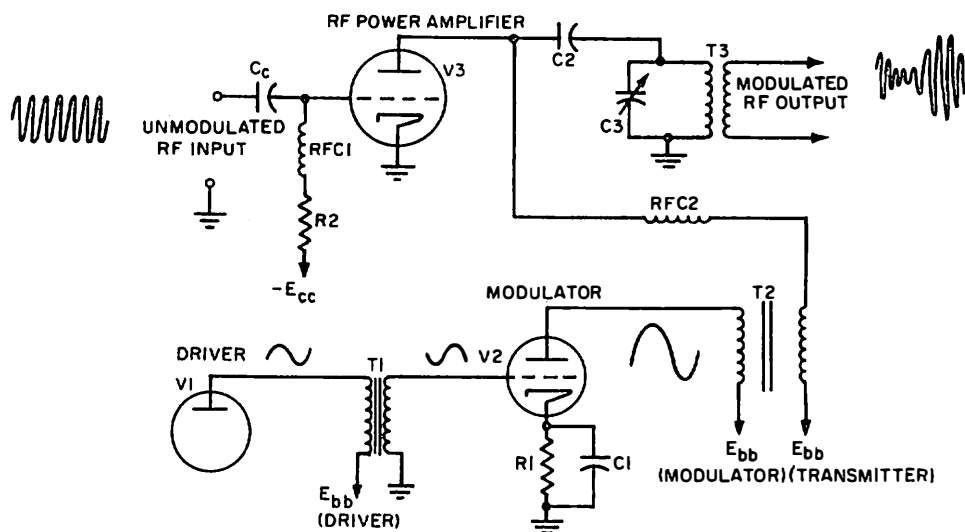 RF POWER AMPLIFIER
V3
C2
T3
Cc
UNMODULATED
RF INPUT
RFC1
C3
MODULATED
RF OUTPUT
R2
-Ecc
RFC2
MODULATOR
T2
DRIVER
V1
T1
V2
R1
C1
Ebb
(DRIVER)
Ebb
(MODULATOR)
Ebb
(TRANSMITTER)